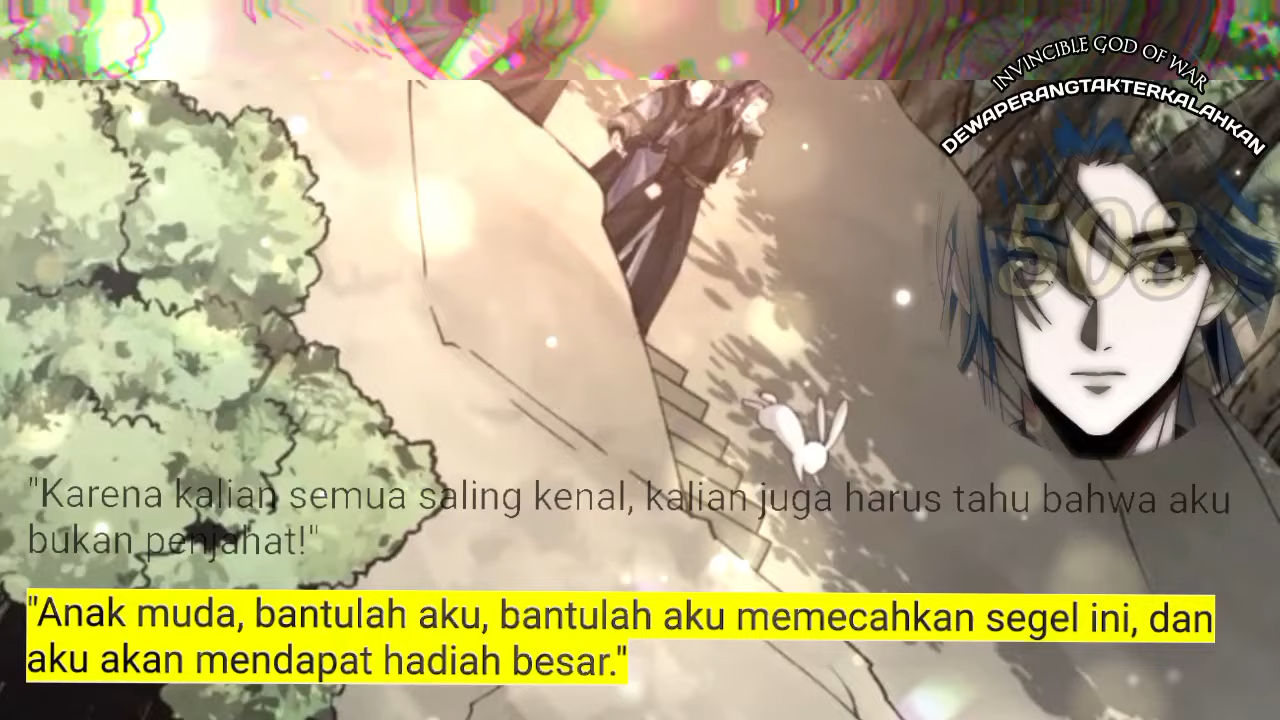 INVINCIBLE GOD OF WAR
DEWAPERANGTAKTERKALAHKAN
503
"Karena kalian semua saling kenal, kalian juga harus tahu bahwa aku
bukan penjahat!"
"Anak muda, bantulah aku, bantulah aku memecahkan segel ini, dan
aku akan mendapat hadiah besar."